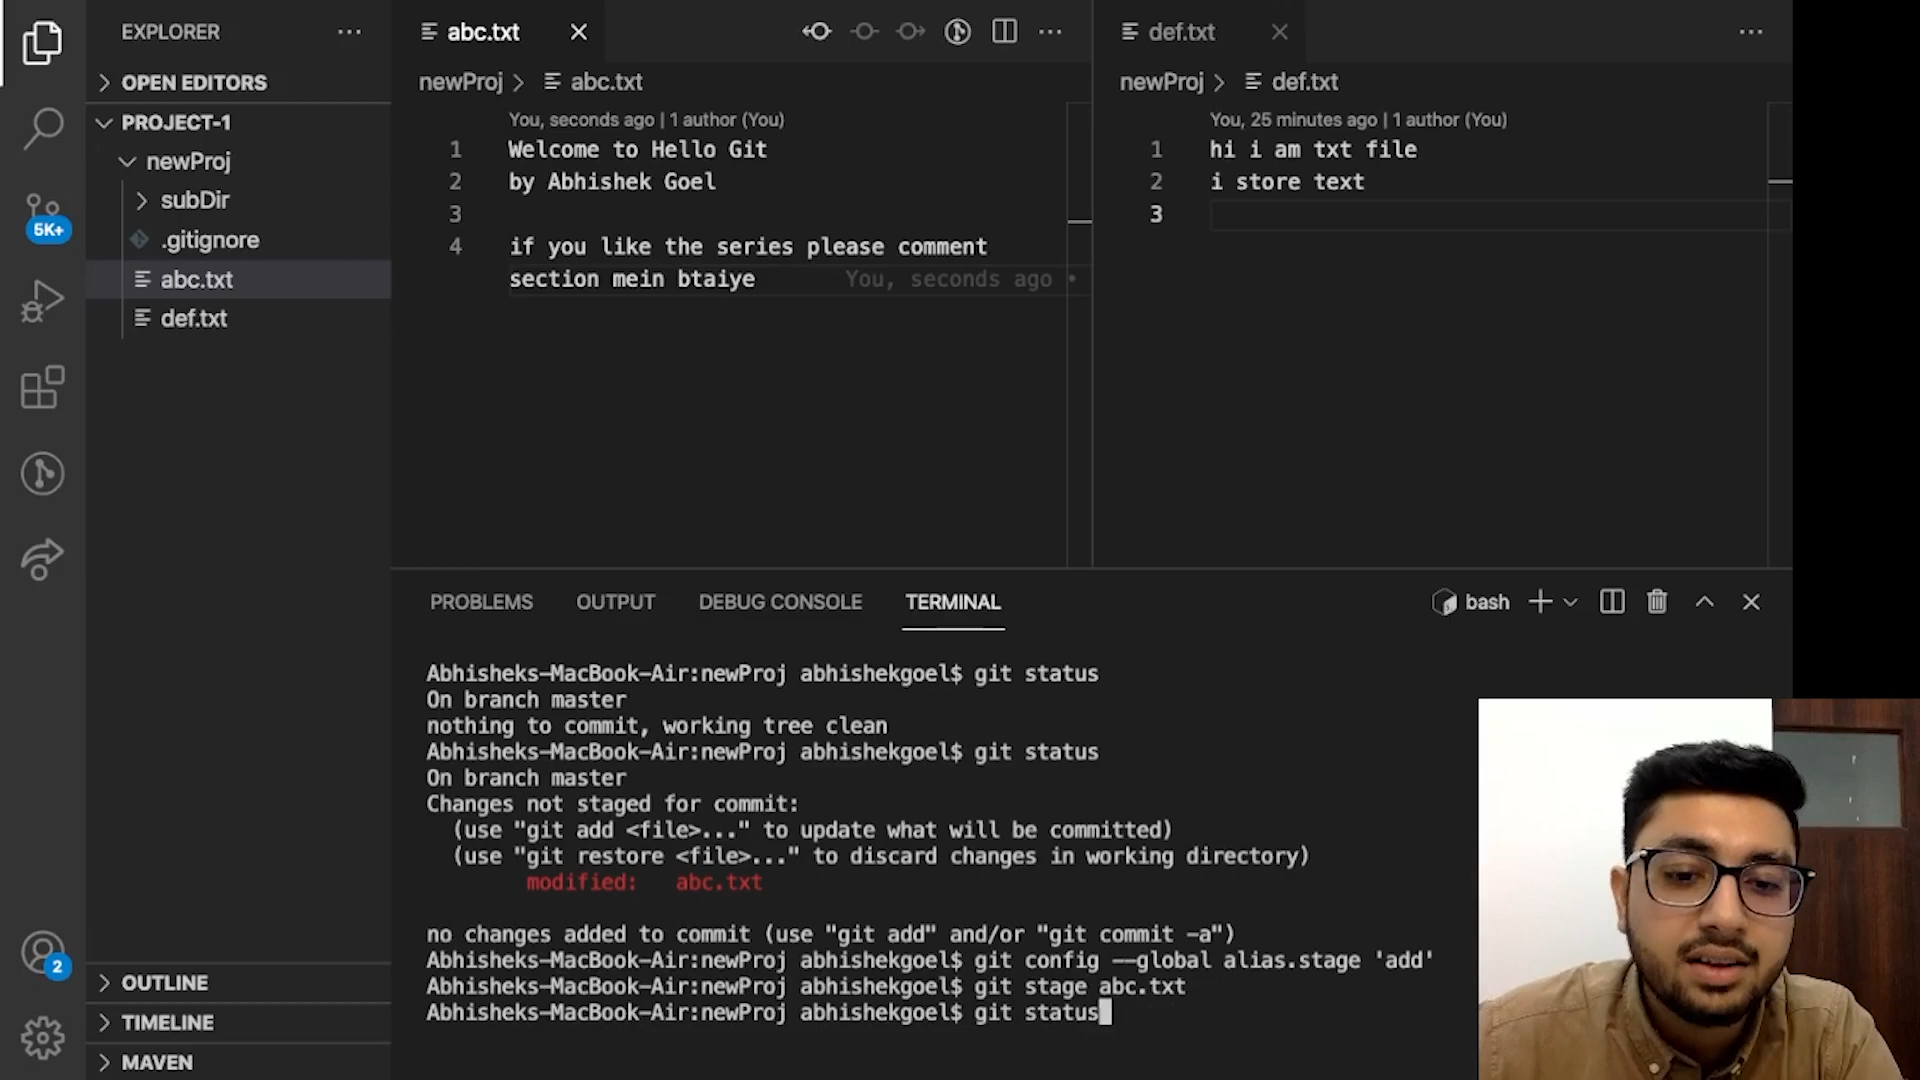 EXPLORER
OPEN EDITORS
PROJECT-1
newProj
subDir
.gitignore
abc.txt
def.txt
OUTLINE
TIMELINE
MAVEN
5K+
2
abc.txt
newProj > abc.txt
You, seconds ago | 1 author (You)
1 Welcome to Hello Git
2 by Abhishek Goel
3
4 if you like the series please comment
section mein btaiye You, seconds ago •
def.txt
newProj > def.txt
You, 25 minutes ago | 1 author (You)
1 hi i am txt file
2 i store text
3
PROBLEMS OUTPUT DEBUG CONSOLE TERMINAL bash
Abhisheks-MacBook-Air:newProj abhishekgoel$ git status
On branch master
nothing to commit, working tree clean
Abhisheks-MacBook-Air:newProj abhishekgoel$ git status
On branch master
Changes not staged for commit:
(use "git add <file>..." to update what will be committed)
(use "git restore <file>..." to discard changes in working directory)
modified: abc.txt
no changes added to commit (use "git add" and/or "git commit -a")
Abhisheks-MacBook-Air:newProj abhishekgoel$ git config --global alias.stage 'add'
Abhisheks-MacBook-Air:newProj abhishekgoel$ git stage abc.txt
Abhisheks-MacBook-Air:newProj abhishekgoel$ git status